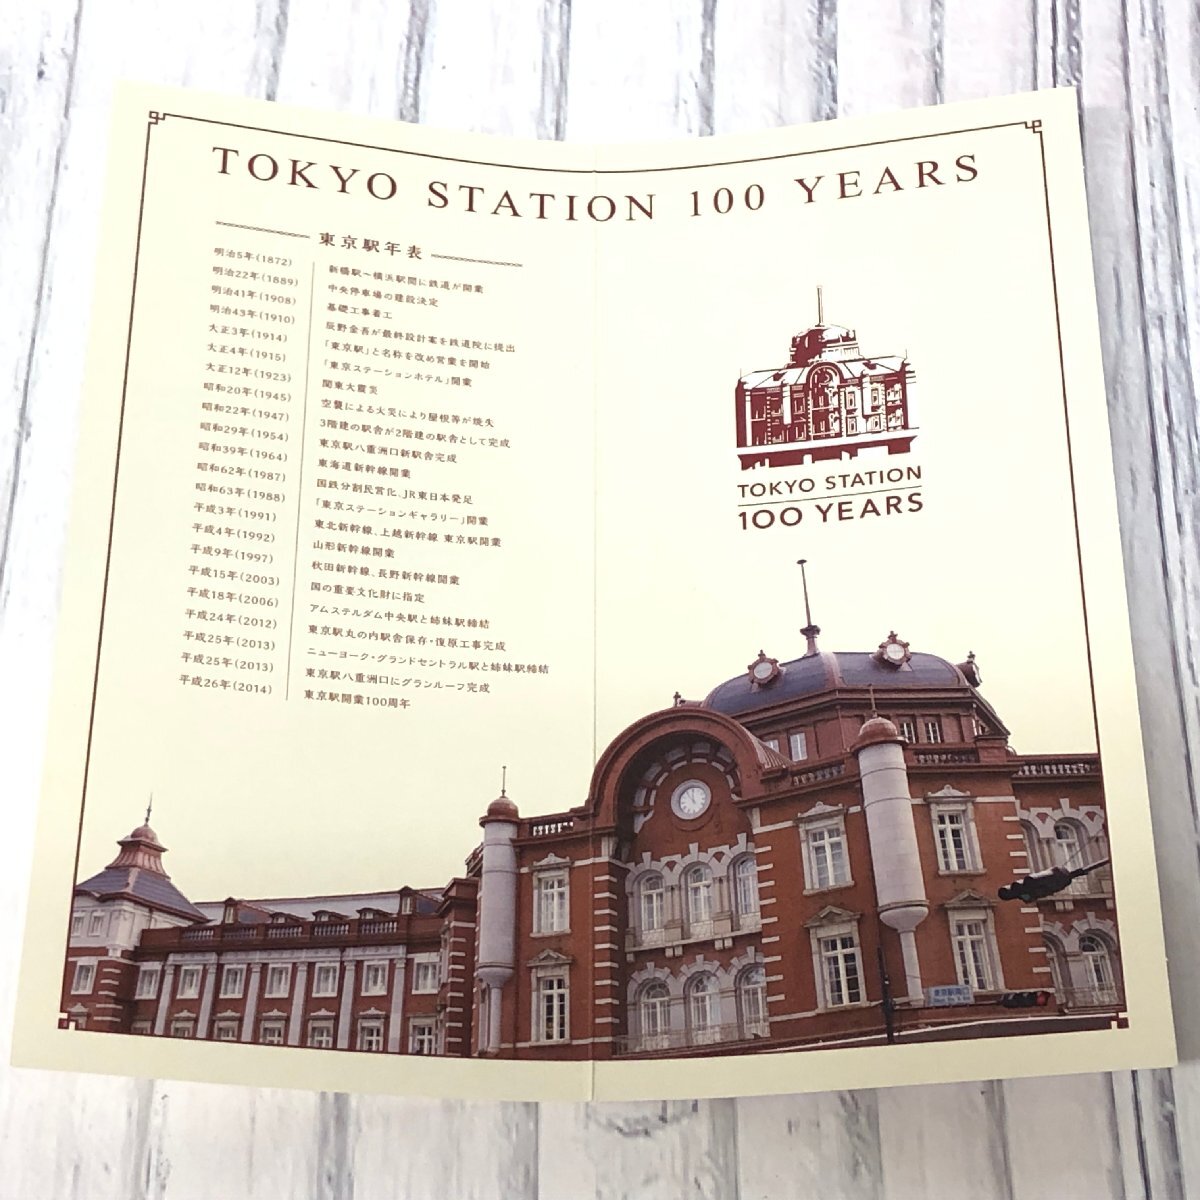 TOKYO STATION 100 YEARS
東京駅年表
明治5年(1872) 新橋駅〜横浜駅間に鉄道が開業
明治22年(1889) 中央停車場の建設決定
明治41年(1908) 基礎工事着工
明治43年(1910) 辰野金吾が最終設計案を鉄道院に提出
大正3年(1914) 「東京駅」と名称を改め営業を開始
大正4年(1915) 「東京ステーションホテル」開業
大正12年(1923) 関東大震災
昭和20年(1945) 空襲による火災により屋根等が焼失
昭和22年(1947) 3階建の駅舎が2階建の駅舎として完成
昭和29年(1954) 東京駅八重洲口新駅舎完成
昭和39年(1964) 東海道新幹線開業
昭和62年(1987) 国鉄分割民営化、JR東日本発足
昭和63年(1988) 「東京ステーションギャラリー」開業
平成3年(1991) 東北新幹線、上越新幹線 東京駅開業
平成4年(1992) 山形新幹線開業
平成9年(1997) 秋田新幹線、長野新幹線開業
平成15年(2003) 国の重要文化財に指定
平成18年(2006) アムステルダム中央駅と姉妹駅締結
平成24年(2012) 東京駅丸の内駅舎保存・復原工事完成
平成25年(2013) ニューヨーク・グランドセントラル駅と姉妹駅締結
平成25年(2013) 東京駅八重洲口にグランルーフ完成
平成26年(2014) 東京駅開業100周年
TOKYO STATION
100 YEARS